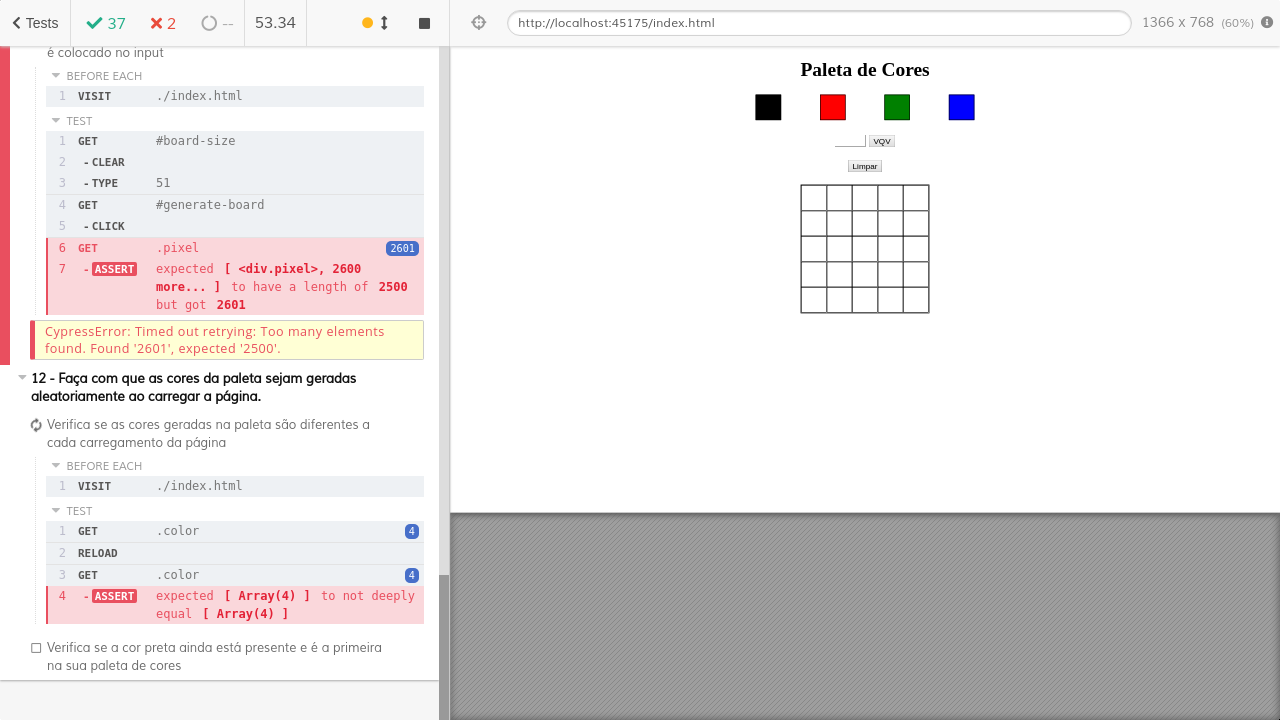 Tests
37
2
--
53.34
http://localhost:45175/index.html
1366 x 768 (60%)
é colocado no input
BEFORE EACH
1 VISIT ./index.html
TEST
1 GET #board-size
2 - CLEAR
3 - TYPE 51
4 GET #generate-board
5 - CLICK
6 GET .pixel 2601
7 - ASSERT expected [ <div.pixel>, 2600
more... ] to have a length of 2500
but got 2601
CypressError: Timed out retrying: Too many elements
found. Found '2601', expected '2500'.
12 - Faça com que as cores da paleta sejam geradas
aleatoriamente ao carregar a página.
Verifica se as cores geradas na paleta são diferentes a
cada carregamento da página
BEFORE EACH
1 VISIT ./index.html
TEST
1 GET .color 4
2 RELOAD
3 GET .color 4
4 - ASSERT expected [ Array(4) ] to not deeply
equal [ Array(4) ]
Verifica se a cor preta ainda está presente e é a primeira
na sua paleta de cores
Paleta de Cores
VQV
Limpar